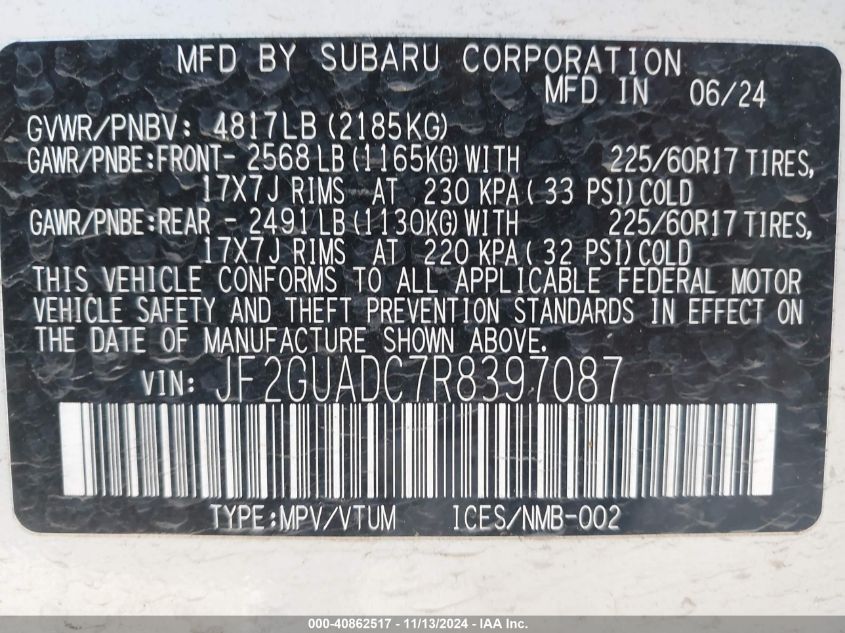 MFD BY SUBARU CORPORATION
MFD IN 06/24
GVWR/PNBV: 4817LB(2185KG)
GAWR/PNBE:FRONT- 2568LB(1165KG)WITH 225/60R17 TIRES,
17X7J RIMS AT 230 KPA( 33 PSI)COLD
GAWR/PNBE:REAR - 2491LB(1130KG)WITH 225/60R17 TIRES,
17X7J RIMS AT 220 KPA( 32 PSI)COLD
THIS VEHICLE CONFORMS TO ALL APPLICABLE FEDERAL MOTOR
VEHICLE SAFETY AND THEFT PREVENTION STANDARDS IN EFFECT ON
THE DATE OF MANUFACTURE SHOWN ABOVE.
VIN: JF2GUADC7R8397087
TYPE:MPV/VTUM ICES/NMB-002
000-40862517 - 11/13/2024 - IAA Inc.